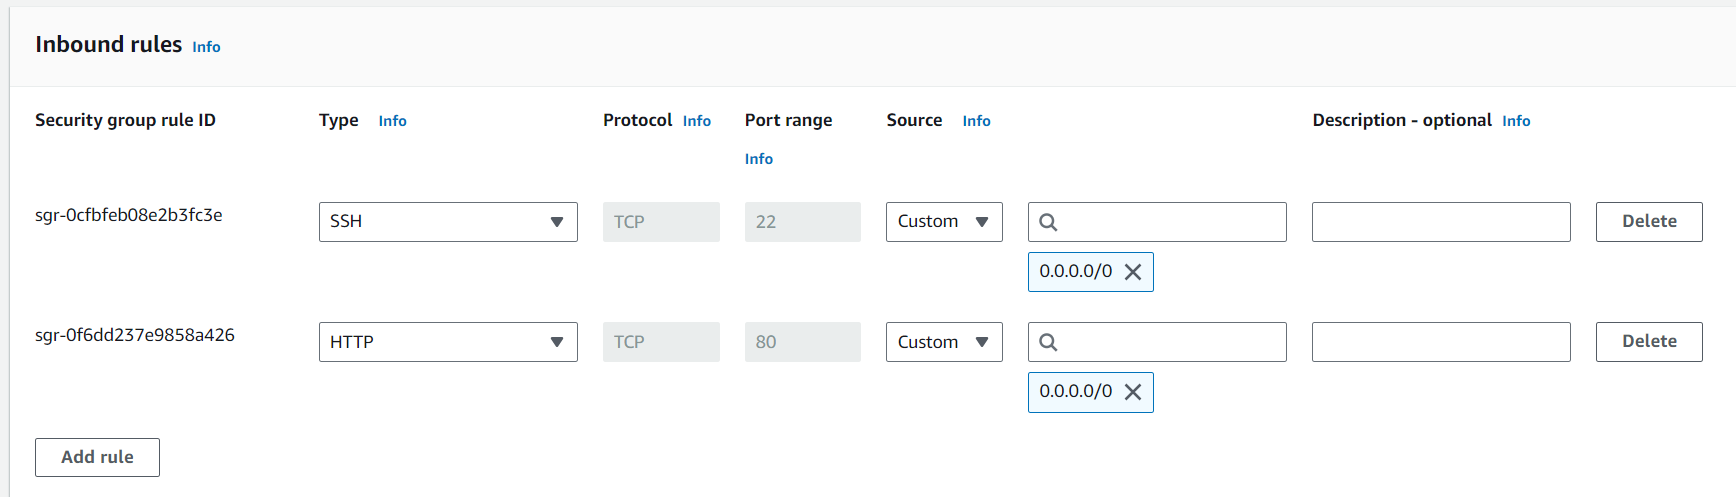 Inbound rules Info
Security group rule ID Type Info Protocol Info Port range Info Source Info Description - optional Info
sgr-0cfbfeb08e2b3fc3e SSH TCP 22 Custom Delete
0.0.0.0/0
sgr-0f6dd237e9858a426 HTTP TCP 80 Custom Delete
0.0.0.0/0
Add rule